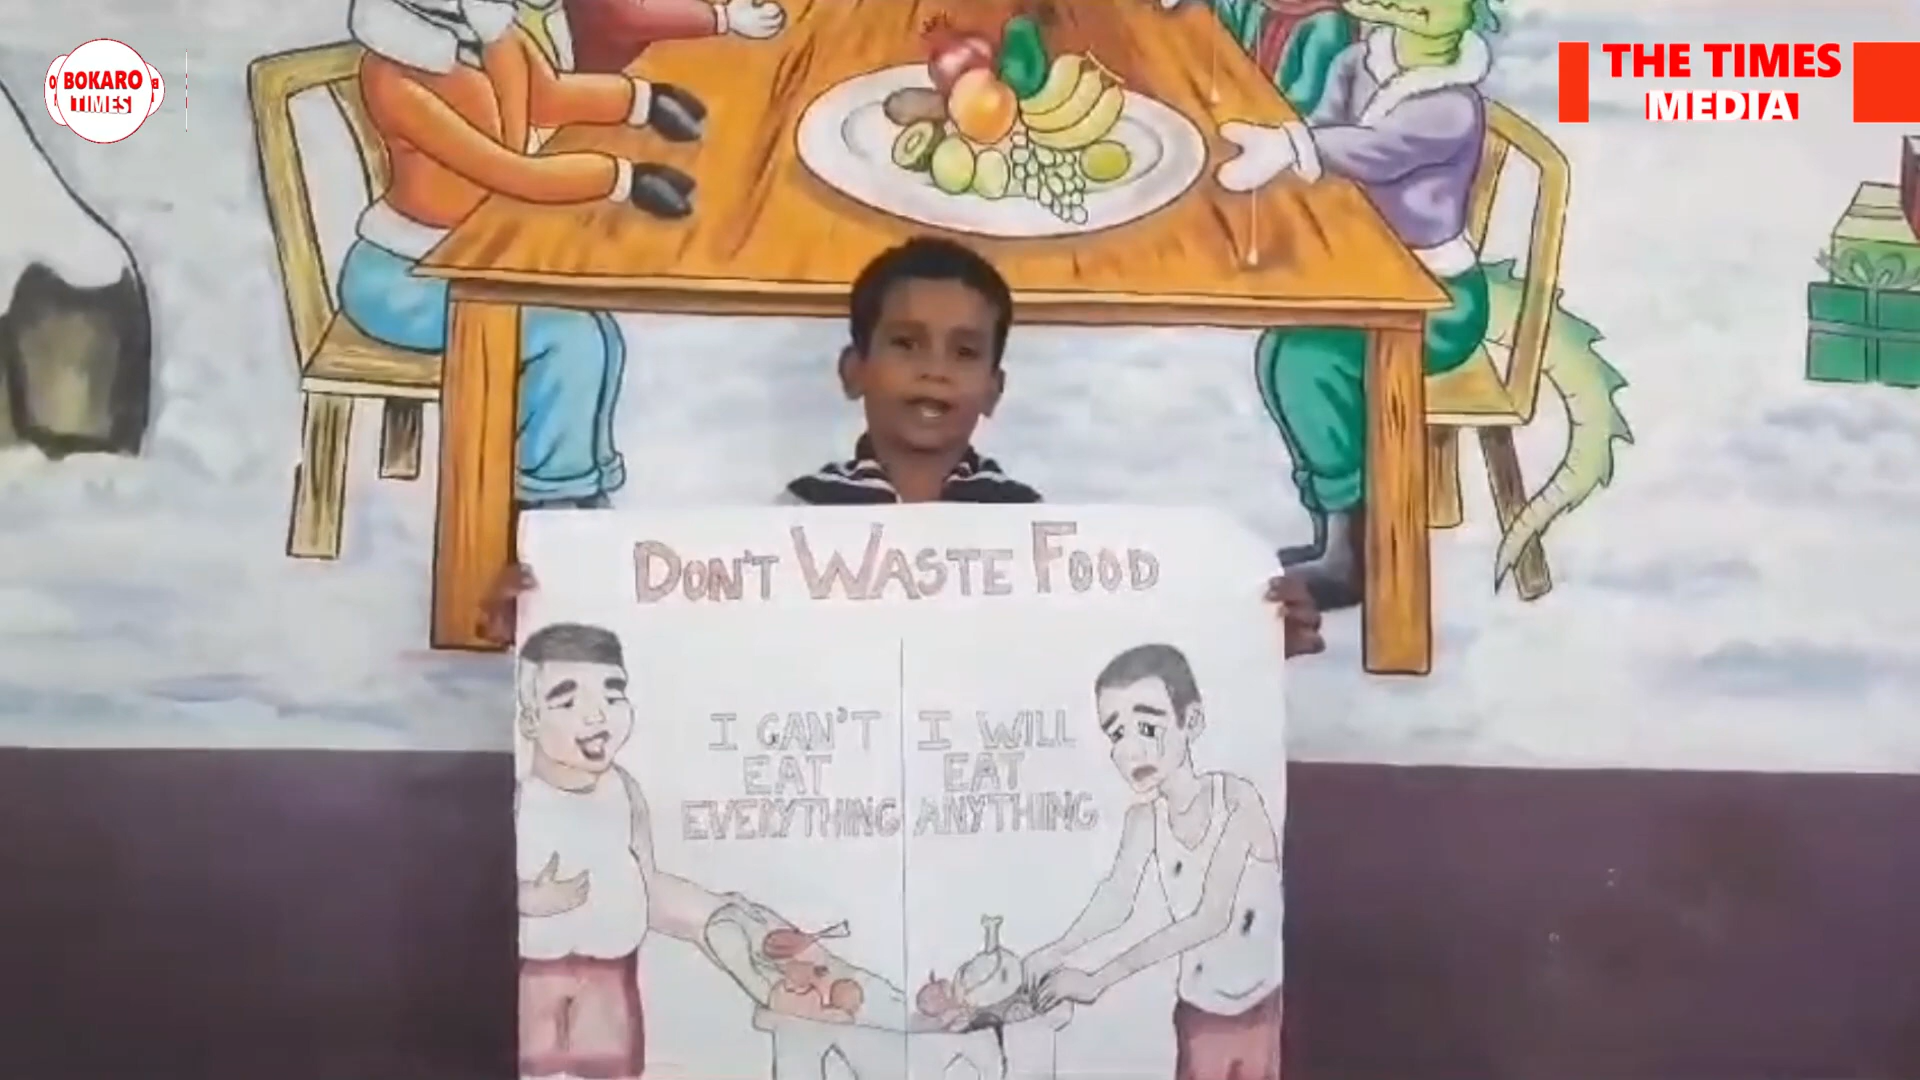 BOKARO
TIMES
THE TIMES
MEDIA
DON'T WASTE FOOD
I CAN'T
EAT
EVERYTHING
I WILL
EAT
ANYTHING